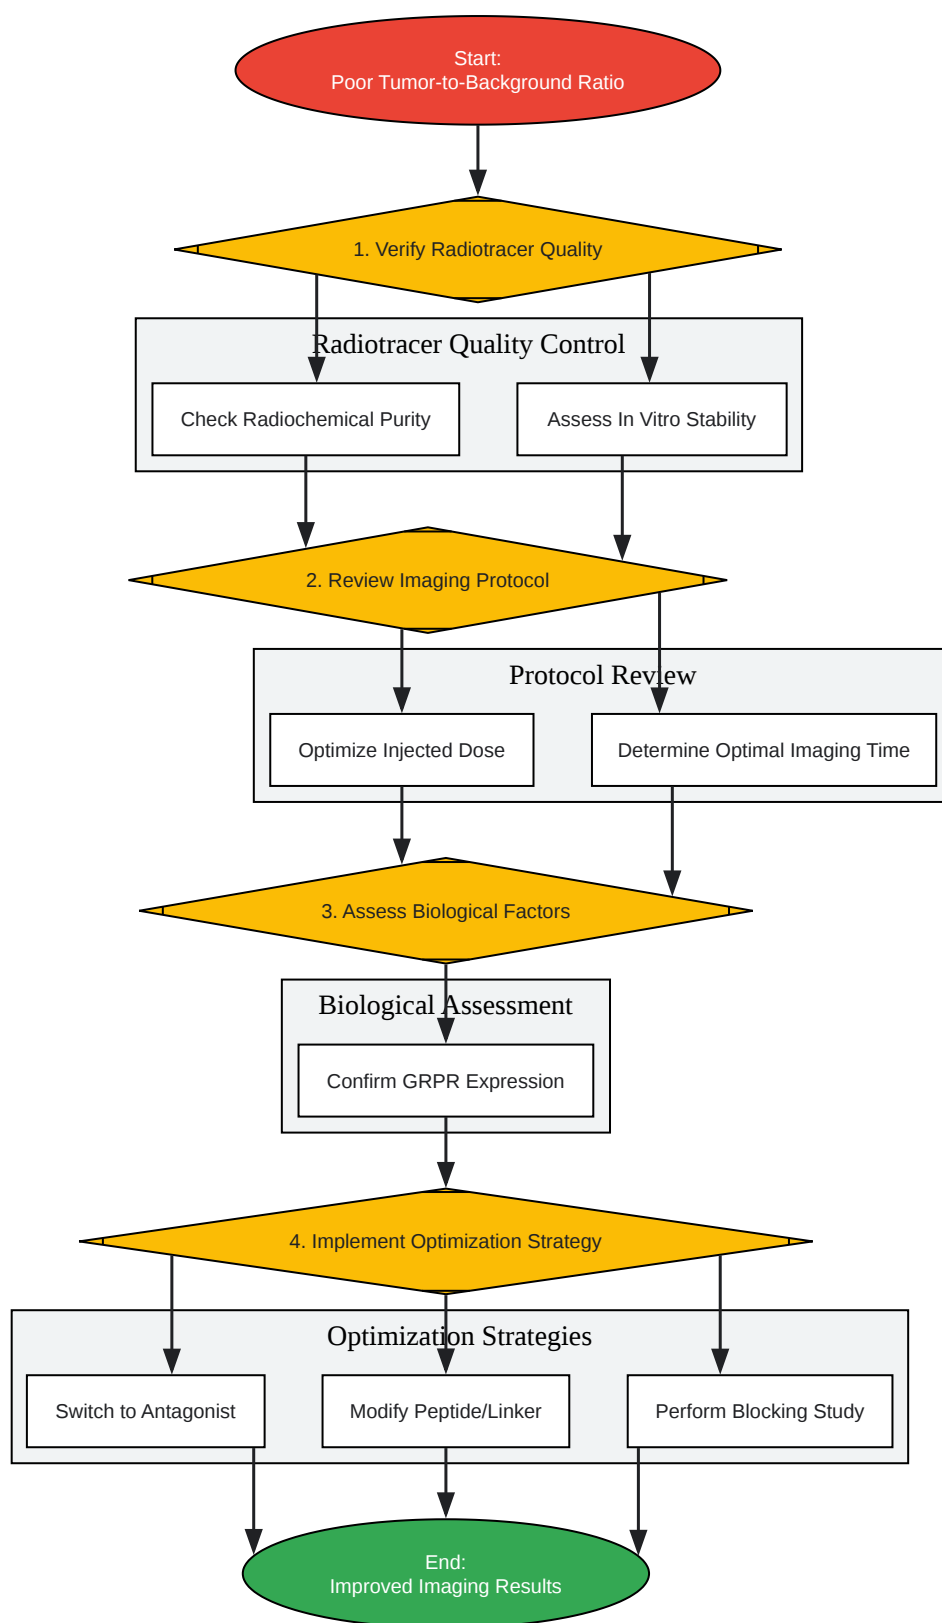 Start:
Poor Tumor-to-Background Ratio
1. Verify Radiotracer Quality
Radiotracer Quality Control
Check Radiochemical Purity
Assess In Vitro Stability
2. Review Imaging Protocol
Protocol Review
Optimize Injected Dose
Determine Optimal Imaging Time
3. Assess Biological Factors
Biological Assessment
Confirm GRPR Expression
4. Implement Optimization Strategy
Optimization Strategies
Switch to Antagonist
Modify Peptide/Linker
Perform Blocking Study
End:
Improved Imaging Results